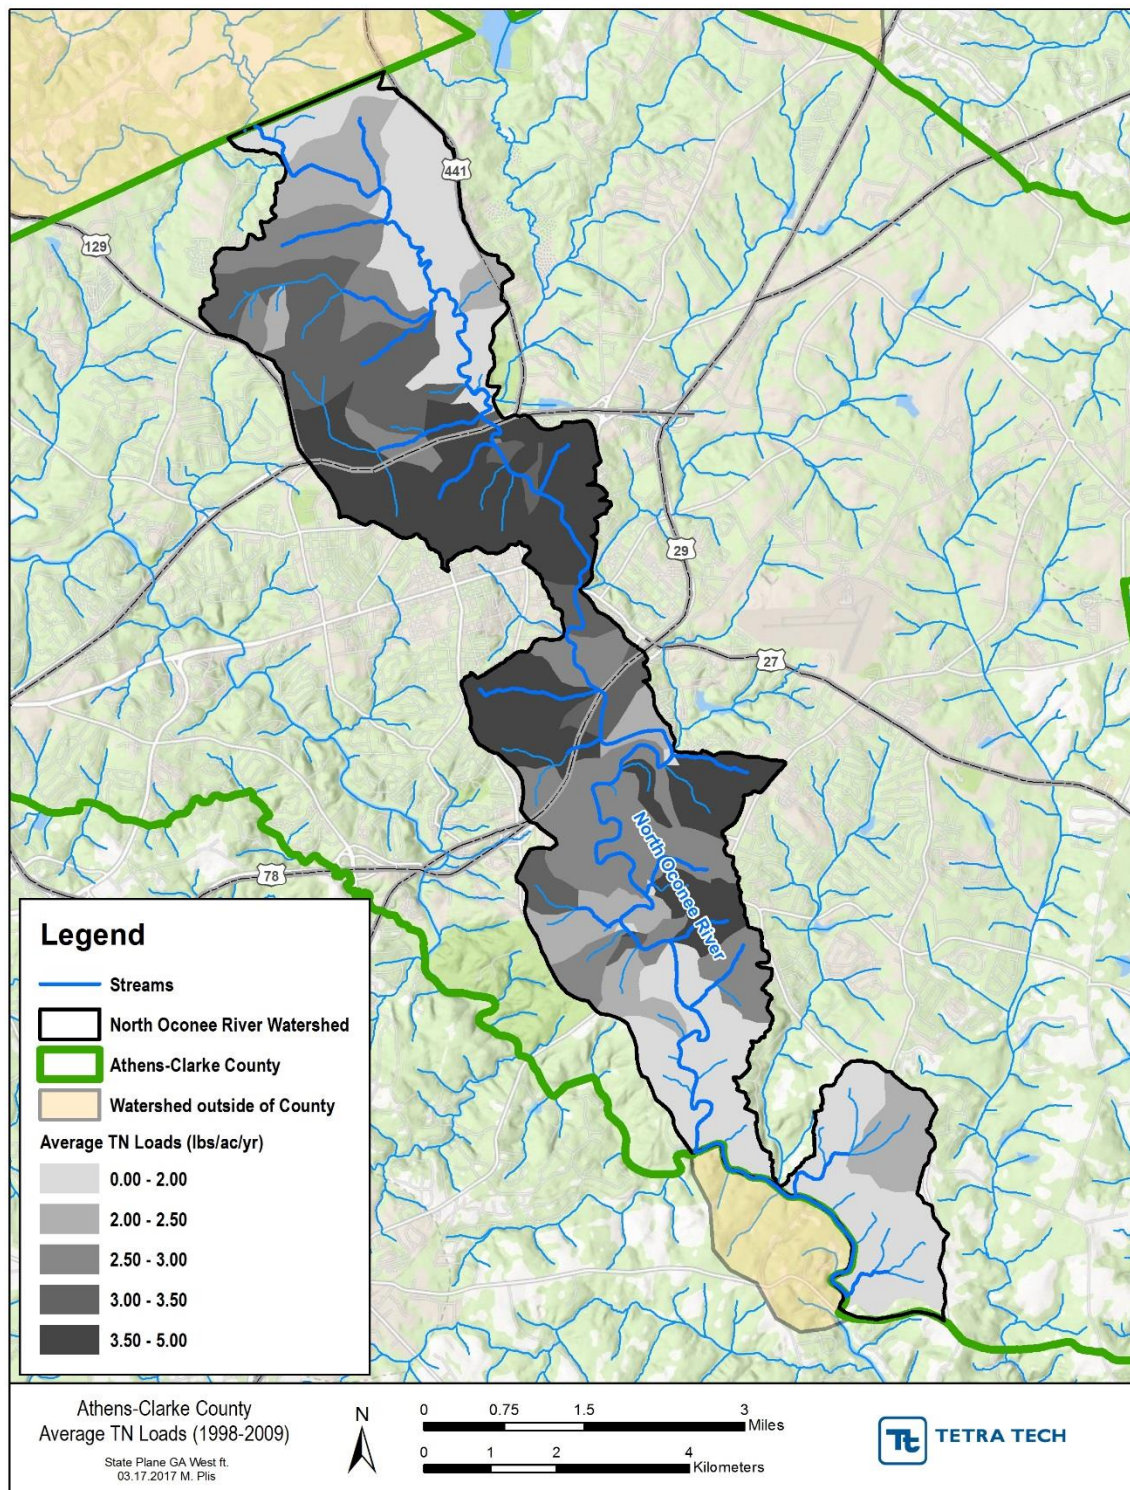 441
129
29
27
North Oconee River
78
Legend
Streams
North Oconee River Watershed
Athens-Clarke County
Watershed outside of County
Average TN Loads (lbs/ac/yr)
0.00 - 2.00
2.00 - 2.50
2.50 - 3.00
3.00 - 3.50
3.50 - 5.00
Athens-Clarke County
Average TN Loads (1998-2009)
State Plane GA West ft.
03.17.2017 M. Plis
N
0 0.75 1.5 3
Miles
0 1 2 4
Kilometers
Tt TETRA TECH